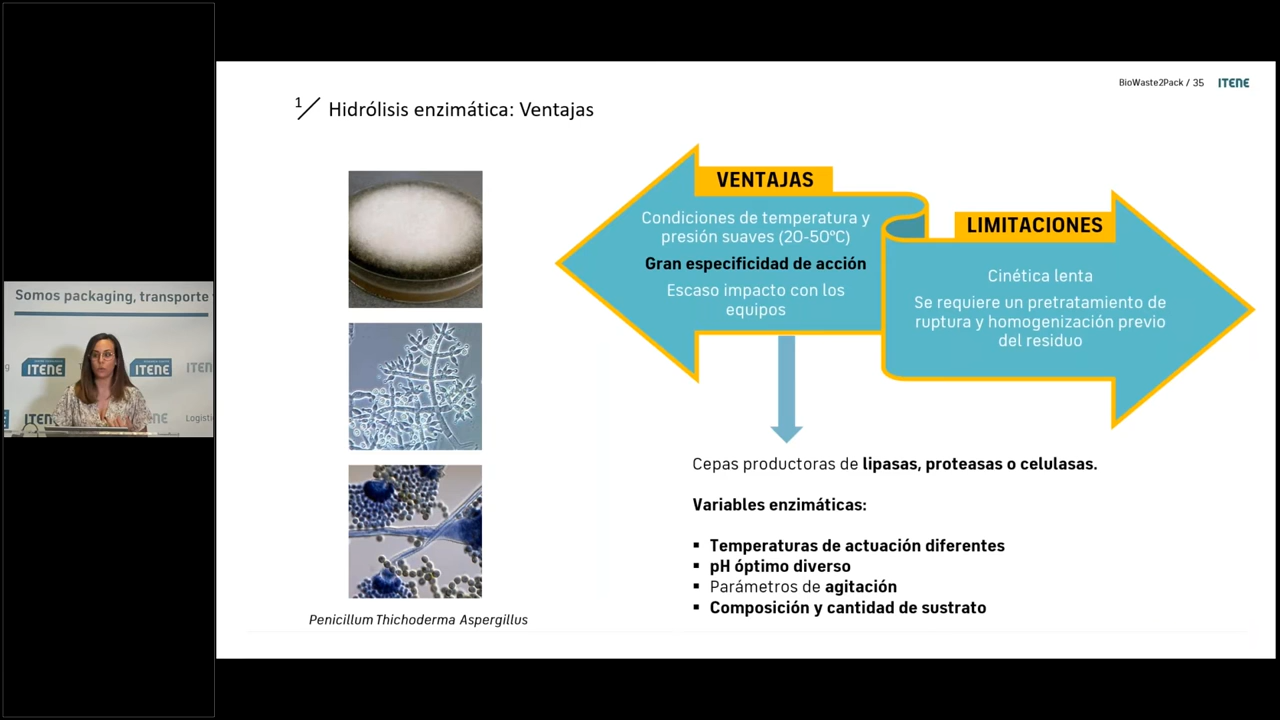 BioWaste2Pack / 35 ITENE
1/ Hidrólisis enzimática: Ventajas
VENTAJAS
Condiciones de temperatura y
presión suaves (20-50ºC)
Gran especificidad de acción
Escaso impacto con los
equipos
LIMITACIONES
Cinética lenta
Se requiere un pretratamiento de
ruptura y homogenización previo
del residuo
Cepas productoras de lipasas, proteasas o celulasas.
Variables enzimáticas:
▪ Temperaturas de actuación diferentes
▪ pH óptimo diverso
▪ Parámetros de agitación
▪ Composición y cantidad de sustrato
Penicillum Thichoderma Aspergillus
Somos packaging, transporte
ITENE
ITENE
ITENE
ITENE
Logist